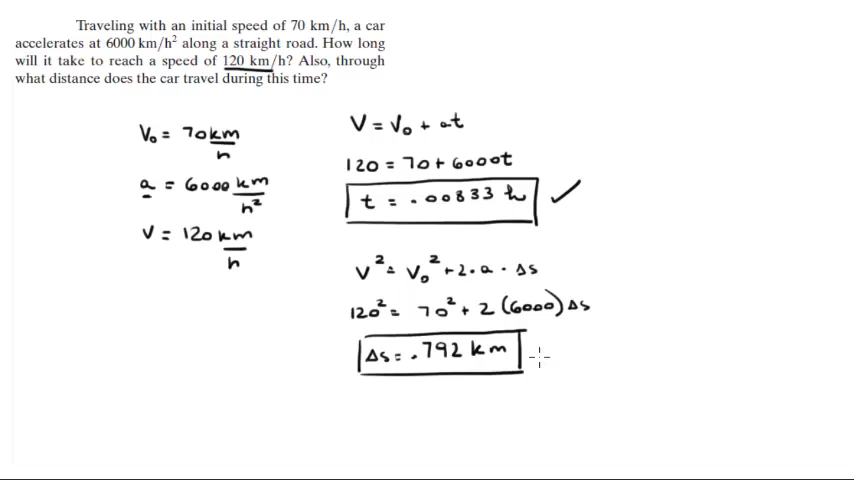 Traveling with an initial speed of 70 km/h, a car
accelerates at 6000 km/h² along a straight road. How long
will it take to reach a speed of 120 km/h? Also, through
what distance does the car travel during this time?
V₀ = 70 km/h
a = 6000 km/h²
V = 120 km/h
V = V₀ + at
120 = 70 + 6000t
t = .00833 h ✓
V² = V₀² + 2 · a · Δs
120² = 70² + 2 (6000) Δs
Δs = .792 km